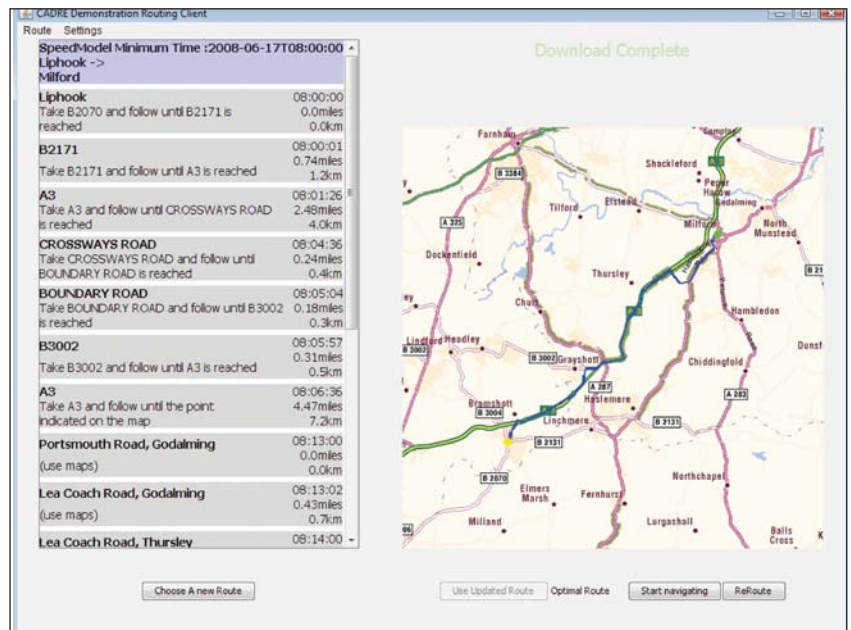 CADRE Demonstration Routing Client
Route Settings
SpeedModel Minimum Time :2008-06-17T08:00:00
Liphook ->
Milford
Liphook 08:00:00
Take B2070 and follow until B2171 is 0.0miles
reached 0.0km
B2171 08:00:01
0.74miles
Take B2171 and follow until A3 is reached 1.2km
A3 08:01:26
Take A3 and follow until CROSSWAYS ROAD 2.48miles
is reached 4.0km
CROSSWAYS ROAD 08:04:36
Take CROSSWAYS ROAD and follow until 0.24miles
BOUNDARY ROAD is reached 0.4km
BOUNDARY ROAD 08:05:04
Take BOUNDARY ROAD and follow until B3002 0.18miles
is reached 0.3km
B3002 08:05:57
0.31miles
Take B3002 and follow until A3 is reached 0.5km
A3 08:06:36
Take A3 and follow until the point 4.47miles
indicated on the map 7.2km
Portsmouth Road, Godalming 08:13:00
0.0miles
(use maps) 0.0km
Lea Coach Road, Godalming 08:13:02
0.43miles
(use maps) 0.7km
Lea Coach Road, Thursley 08:14:00
Choose A new Route
Download Complete
Farnham
Compton
Shackleford
A 3
B 3384
Peper
Harow
Elstead
Godalming
Tilford
A 325
Milford
North
Munstead
Dockenfield
Thursley
B 21
Churt
A 3
Hambledon
Lindford Headley
B 3002
B 3002 Grayshott
Chiddingfold
Dunsf
A 287
Bramshott
Haslemere
A 283
B 3004
A 3
Linchmere
B 2131
B 2131
B 2070
Northchapel
Elmers
Marsh
Fernhurst
Milland
Lurgashall
Balls
Cross
K
Use Updated Route Optimal Route Start navigating ReRoute